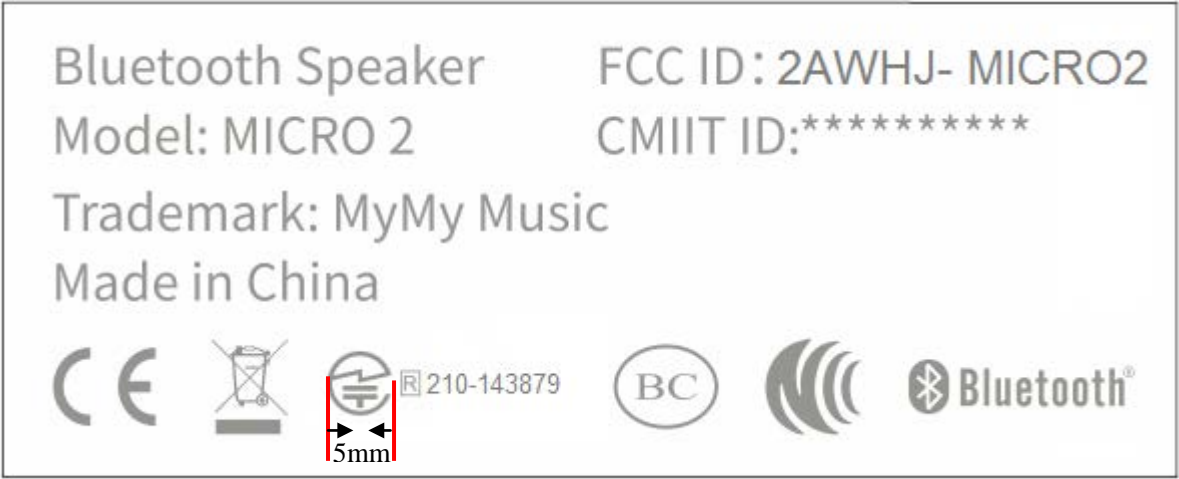 Bluetooth Speaker
FCC ID: 2AWHJ- MICRO2
Model: MICRO 2
CMIIT ID:**********
Trademark: MyMy Music
Made in China
CE
R 210-143879
BC
Bluetooth®
5mm